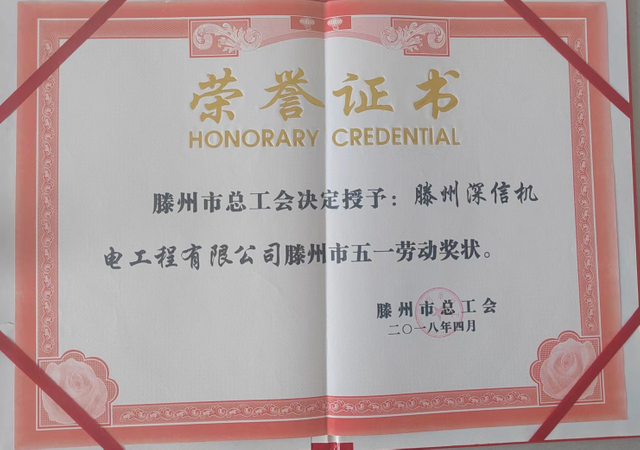 荣誉证书
HONORARY CREDENTIAL
滕州市总工会决定授予：滕州深信机
电工程有限公司滕州市五一劳动奖状。
滕州市总工会
二〇一八年四月